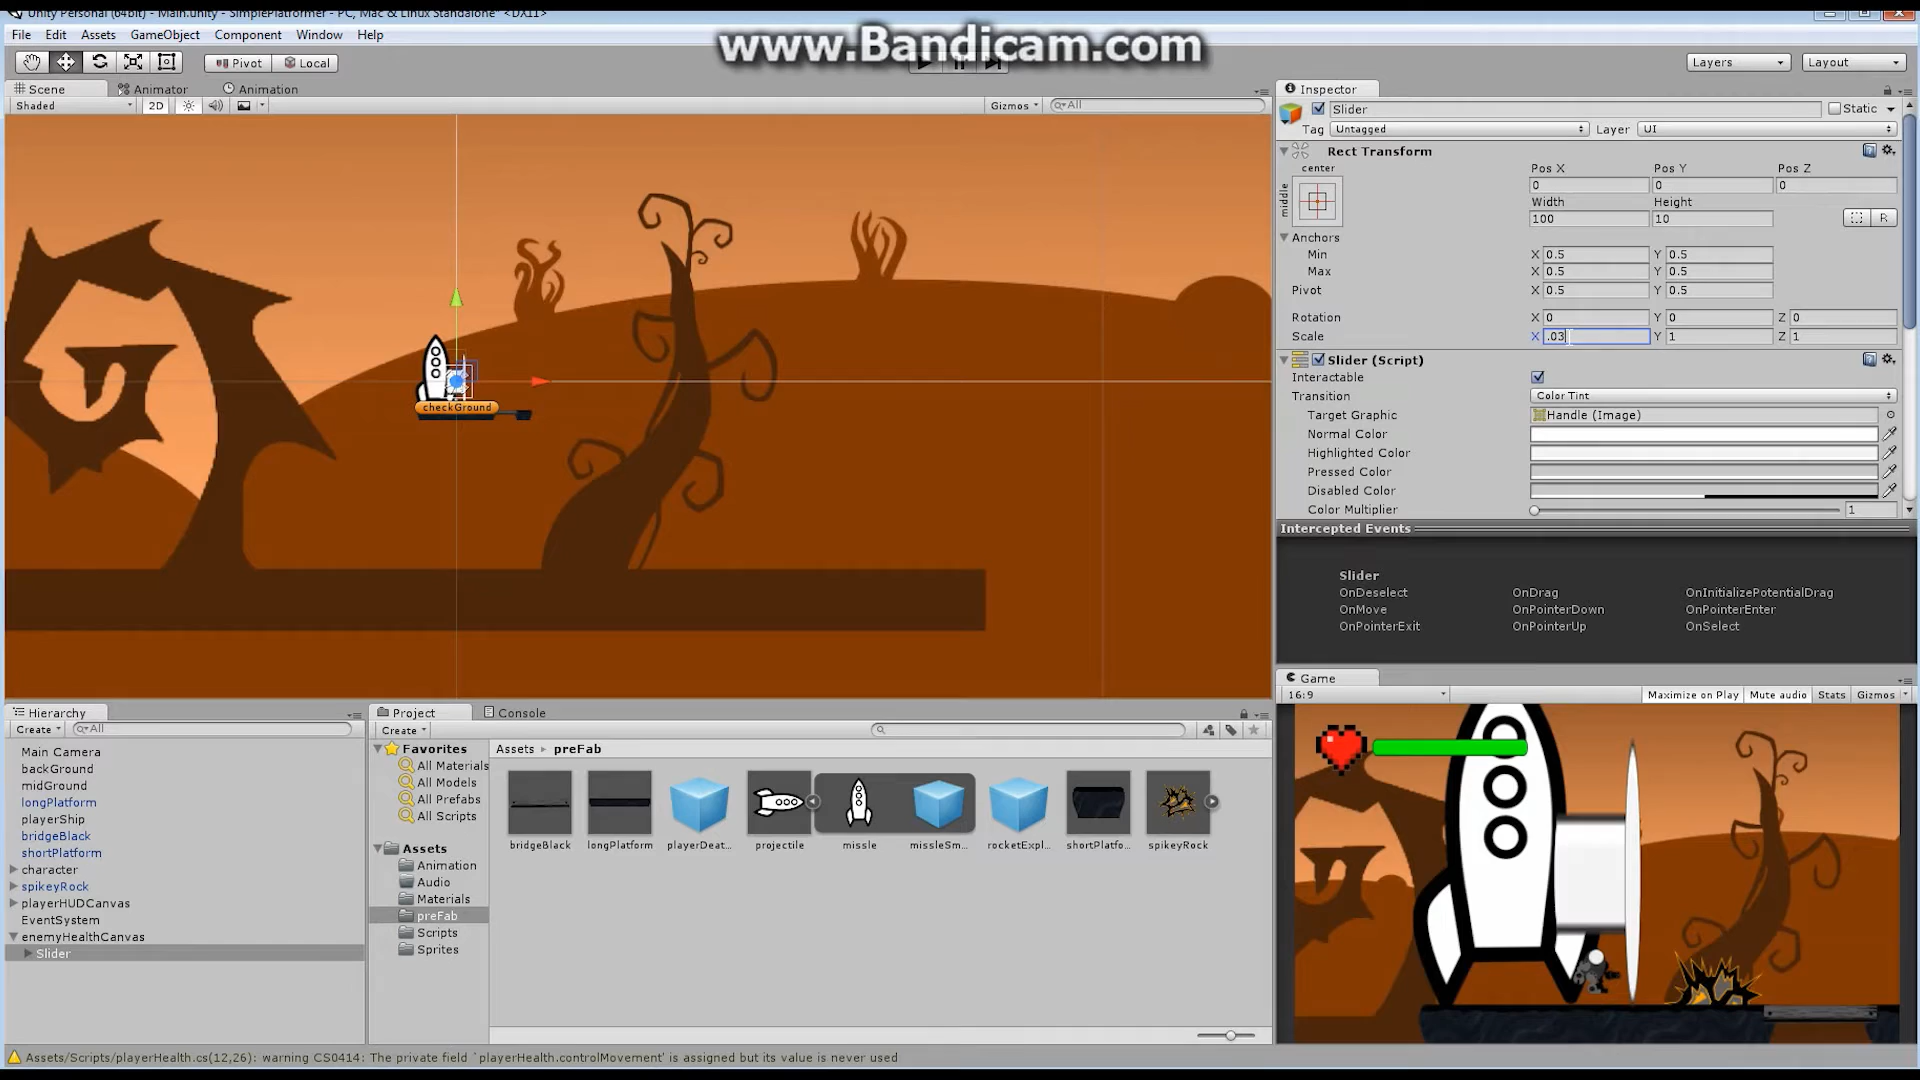 Unity Personal (64bit) - Main.unity - SimplePlatformer - PC, Mac & Linux Standalone* <DX11>
www.Bandicam.com
File Edit Assets GameObject Component Window Help
Pivot Local
Layers Layout
Scene Animator Animation
Shaded 2D Gizmos All
checkGround
Inspector
Slider Static
Tag Untagged Layer UI
Rect Transform
center
middle
Pos X Pos Y Pos Z
0 0 0
Width Height
100 10 R
Anchors
Min X 0.5 Y 0.5
Max X 0.5 Y 0.5
Pivot X 0.5 Y 0.5
Rotation X 0 Y 0 Z 0
Scale X .03 Y 1 Z 1
Slider (Script)
Interactable
Transition Color Tint
Target Graphic Handle (Image)
Normal Color
Highlighted Color
Pressed Color
Disabled Color
Color Multiplier 1
Intercepted Events
Slider
OnDeselect OnDrag OnInitializePotentialDrag
OnMove OnPointerDown OnPointerEnter
OnPointerExit OnPointerUp OnSelect
Game
16:9 Maximize on Play Mute audio Stats Gizmos
Hierarchy
Create All
Main Camera
backGround
midGround
longPlatform
playerShip
bridgeBlack
shortPlatform
character
spikeyRock
playerHUDCanvas
EventSystem
enemyHealthCanvas
Slider
Project Console
Create
Favorites
All Materials
All Models
All Prefabs
All Scripts
Assets
Animation
Audio
Materials
preFab
Scripts
Sprites
Assets preFab
bridgeBlack longPlatform playerDeat... projectile missle missleSm... rocketExpl... shortPlatfo... spikeyRock
Assets/Scripts/playerHealth.cs(12,26): warning CS0414: The private field `playerHealth.controlMovement' is assigned but its value is never used